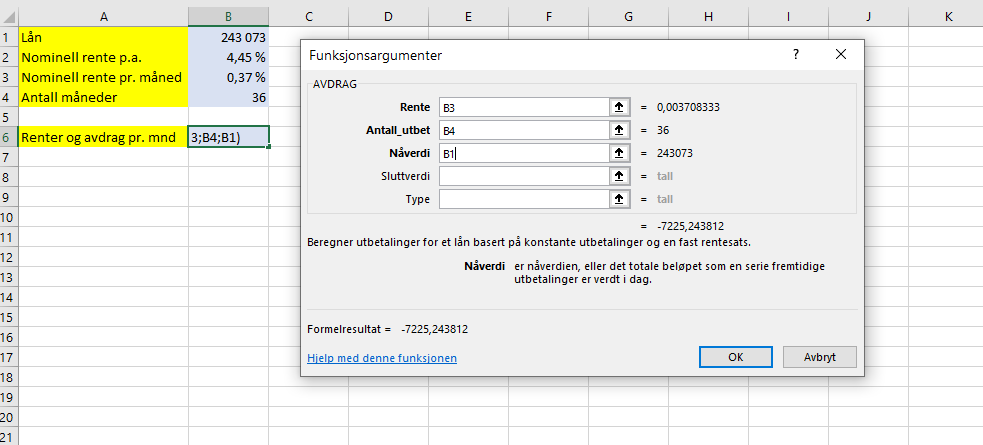 A B C D E F G H I J K
1 Lån 243 073
2 Nominell rente p.a. 4,45 %
3 Nominell rente pr. måned 0,37 %
4 Antall måneder 36
5
6 Renter og avdrag pr. mnd 3;B4;B1)
7
8
9
10
11
12
13
14
15
16
17
18
19
20
21
Funksjonsargumenter ?
AVDRAG
Rente B3 = 0,003708333
Antall_utbet B4 = 36
Nåverdi B1 = 243073
Sluttverdi = tall
Type = tall
= -7225,243812
Beregner utbetalinger for et lån basert på konstante utbetalinger og en fast rentesats.
Nåverdi er nåverdien, eller det totale beløpet som en serie fremtidige
utbetalinger er verdt i dag.
Formelresultat = -7225,243812
Hjelp med denne funksjonen OK Avbryt